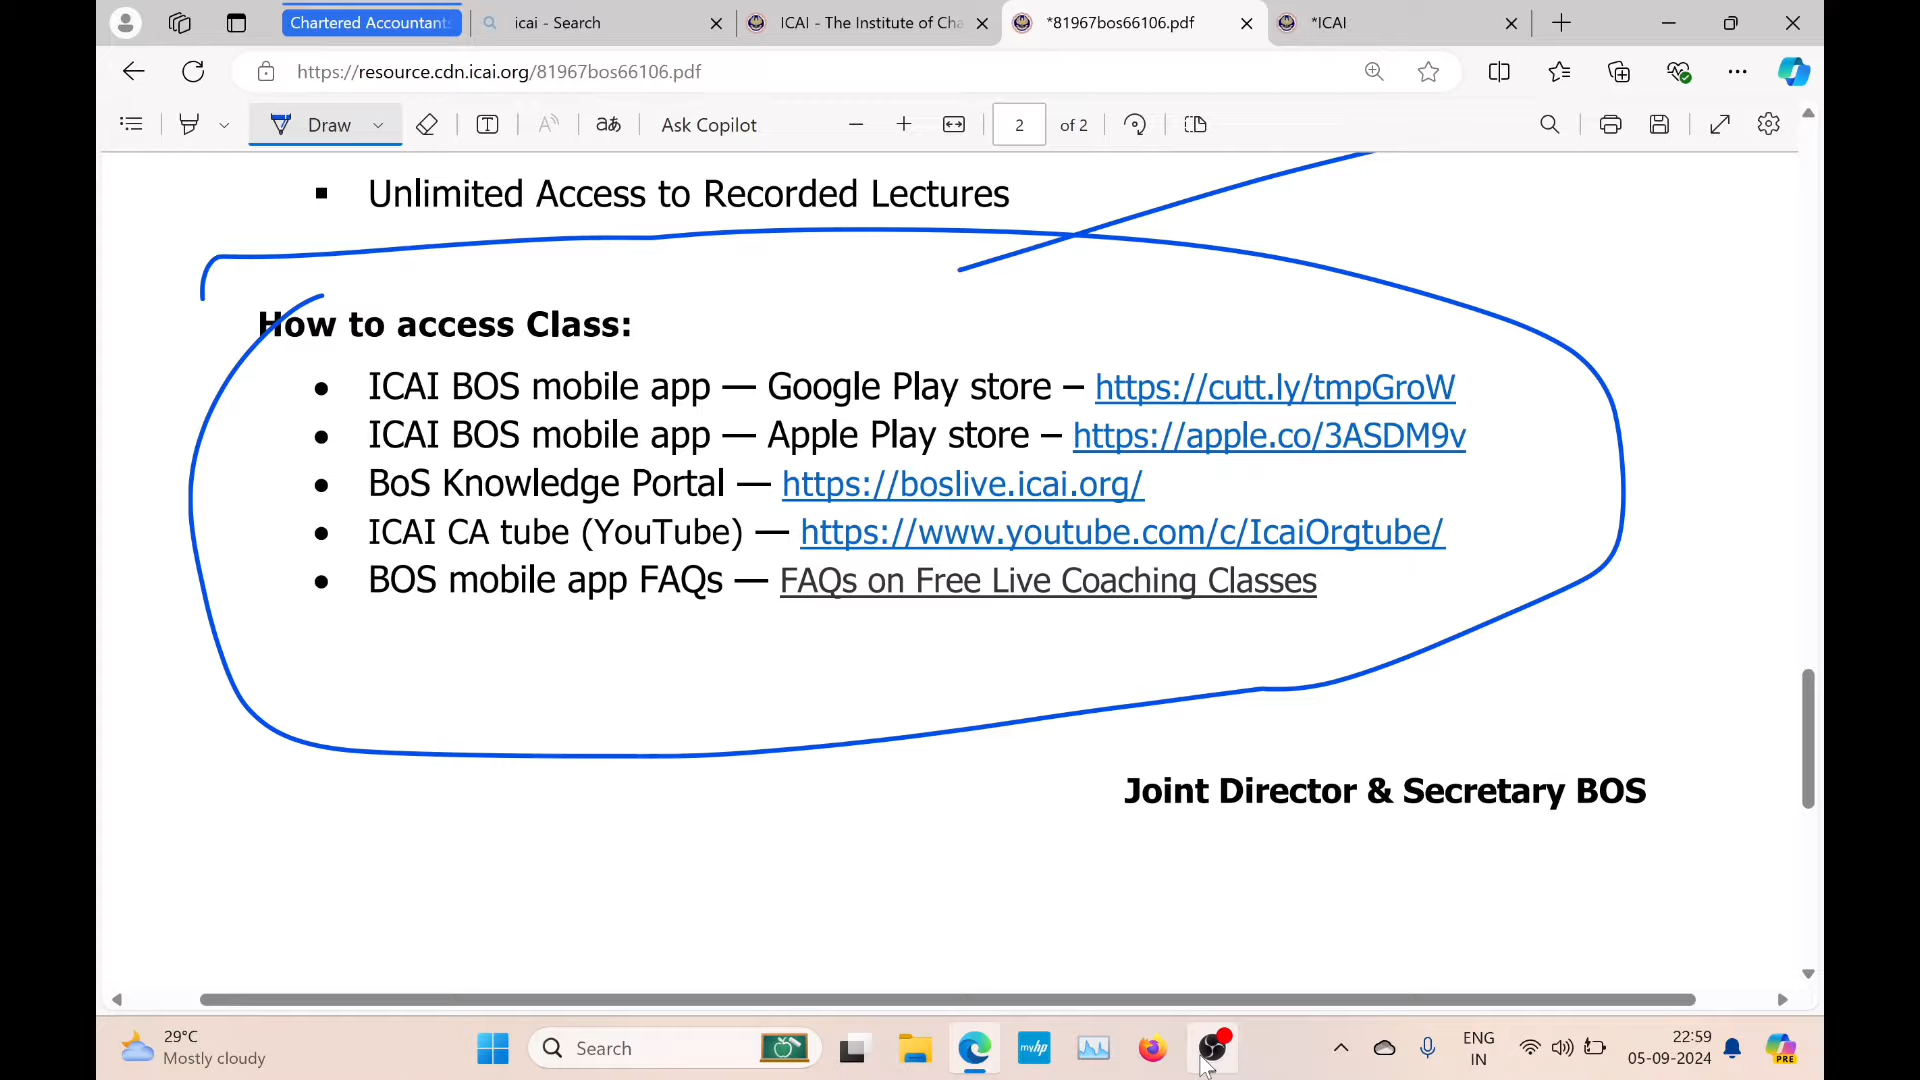 Chartered Accountant
icai - Search
ICAI - The Institute of Cha
*81967bos66106.pdf
*ICAI
https://resource.cdn.icai.org/81967bos66106.pdf
Draw
aあ
Ask Copilot
2
of 2
▪ Unlimited Access to Recorded Lectures
How to access Class:
• ICAI BOS mobile app — Google Play store – https://cutt.ly/tmpGroW
• ICAI BOS mobile app — Apple Play store – https://apple.co/3ASDM9v
• BoS Knowledge Portal — https://boslive.icai.org/
• ICAI CA tube (YouTube) — https://www.youtube.com/c/IcaiOrgtube/
• BOS mobile app FAQs — FAQs on Free Live Coaching Classes
Joint Director & Secretary BOS
29°C
Mostly cloudy
Search
myhp
ENG
IN
22:59
05-09-2024
PRE